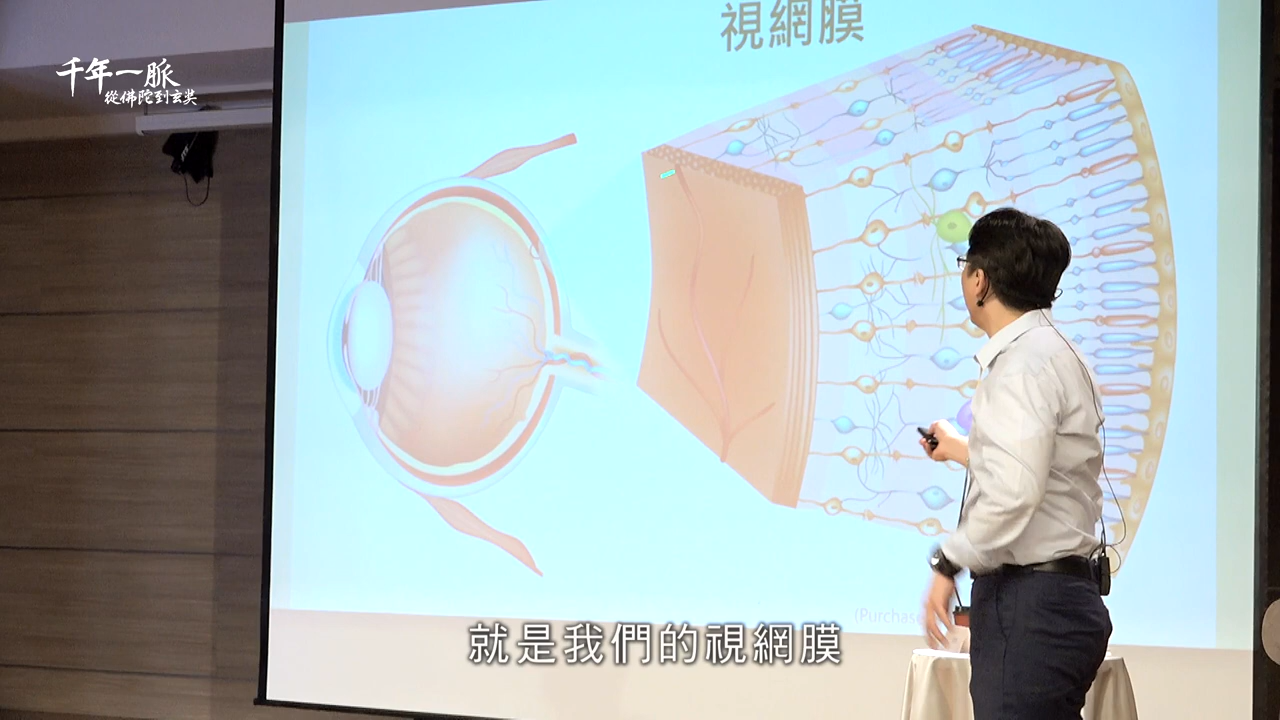 視網膜
千年一脈
從佛陀到玄奘
(Purchase
就是我們的視網膜